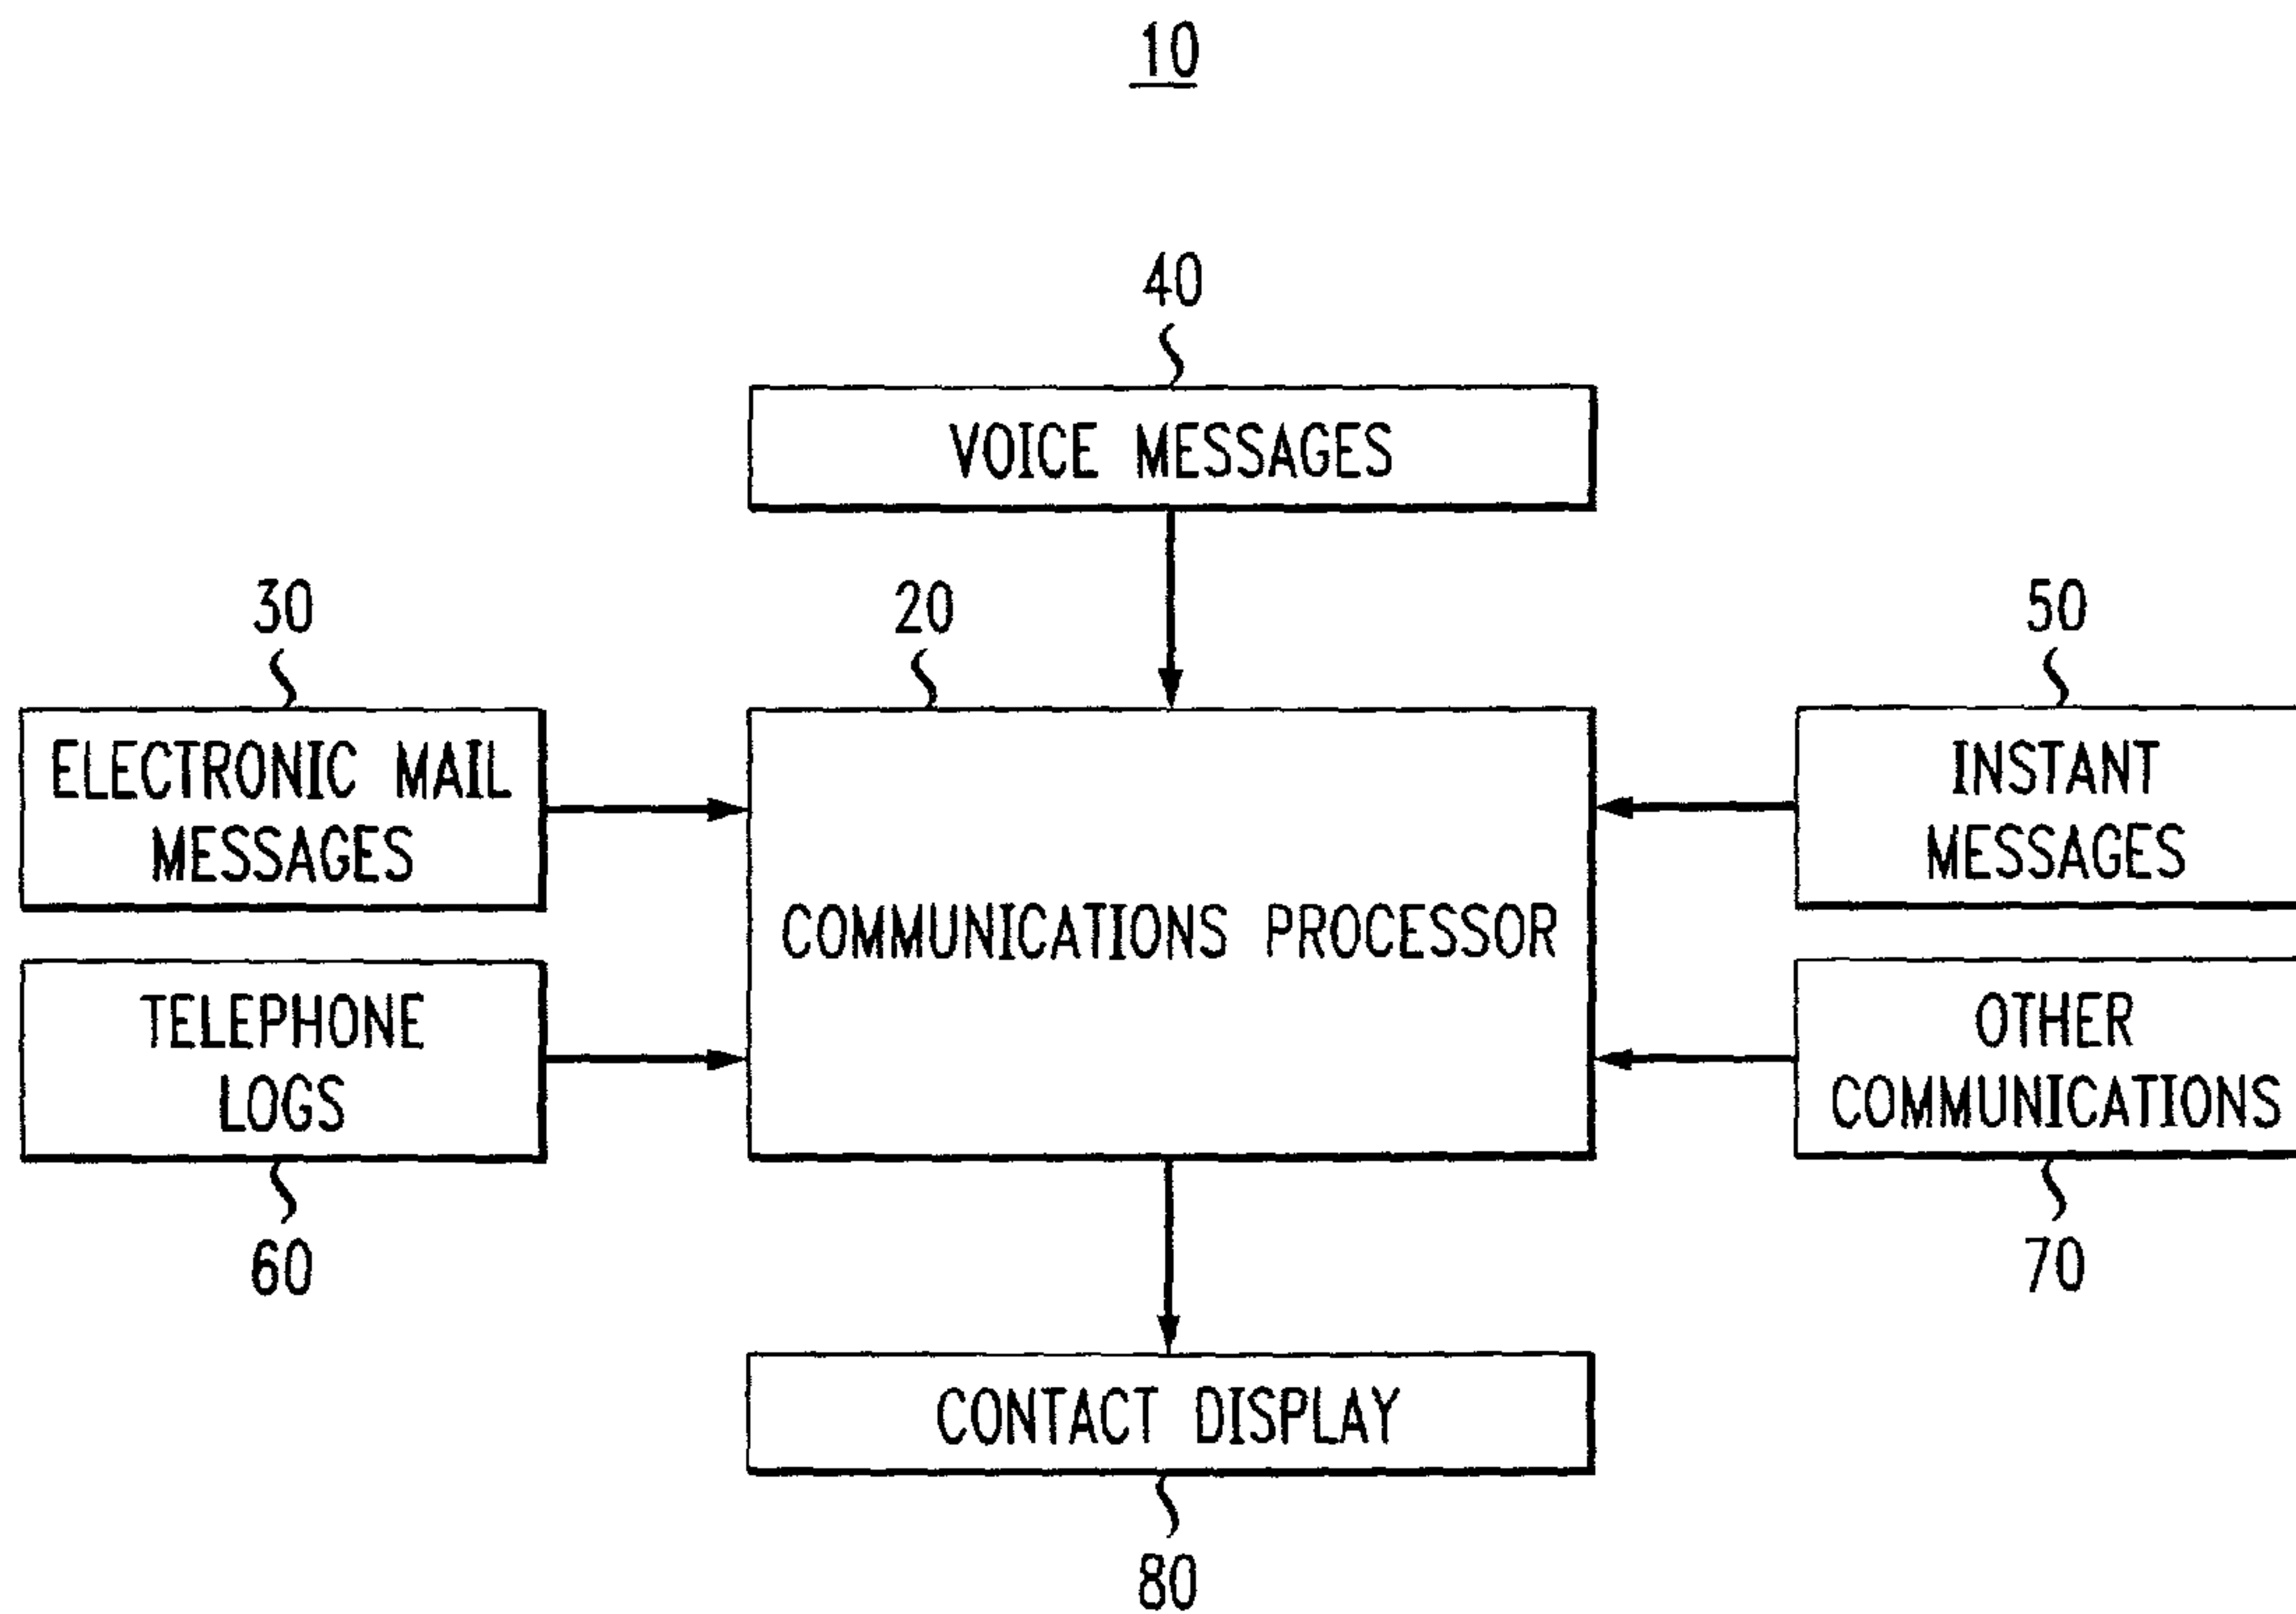 10
40
VOICE MESSAGES
30
20
50
ELECTRONIC MAIL
MESSAGES
COMMUNICATIONS PROCESSOR
INSTANT
MESSAGES
TELEPHONE
LOGS
OTHER
COMMUNICATIONS
60
70
CONTACT DISPLAY
80